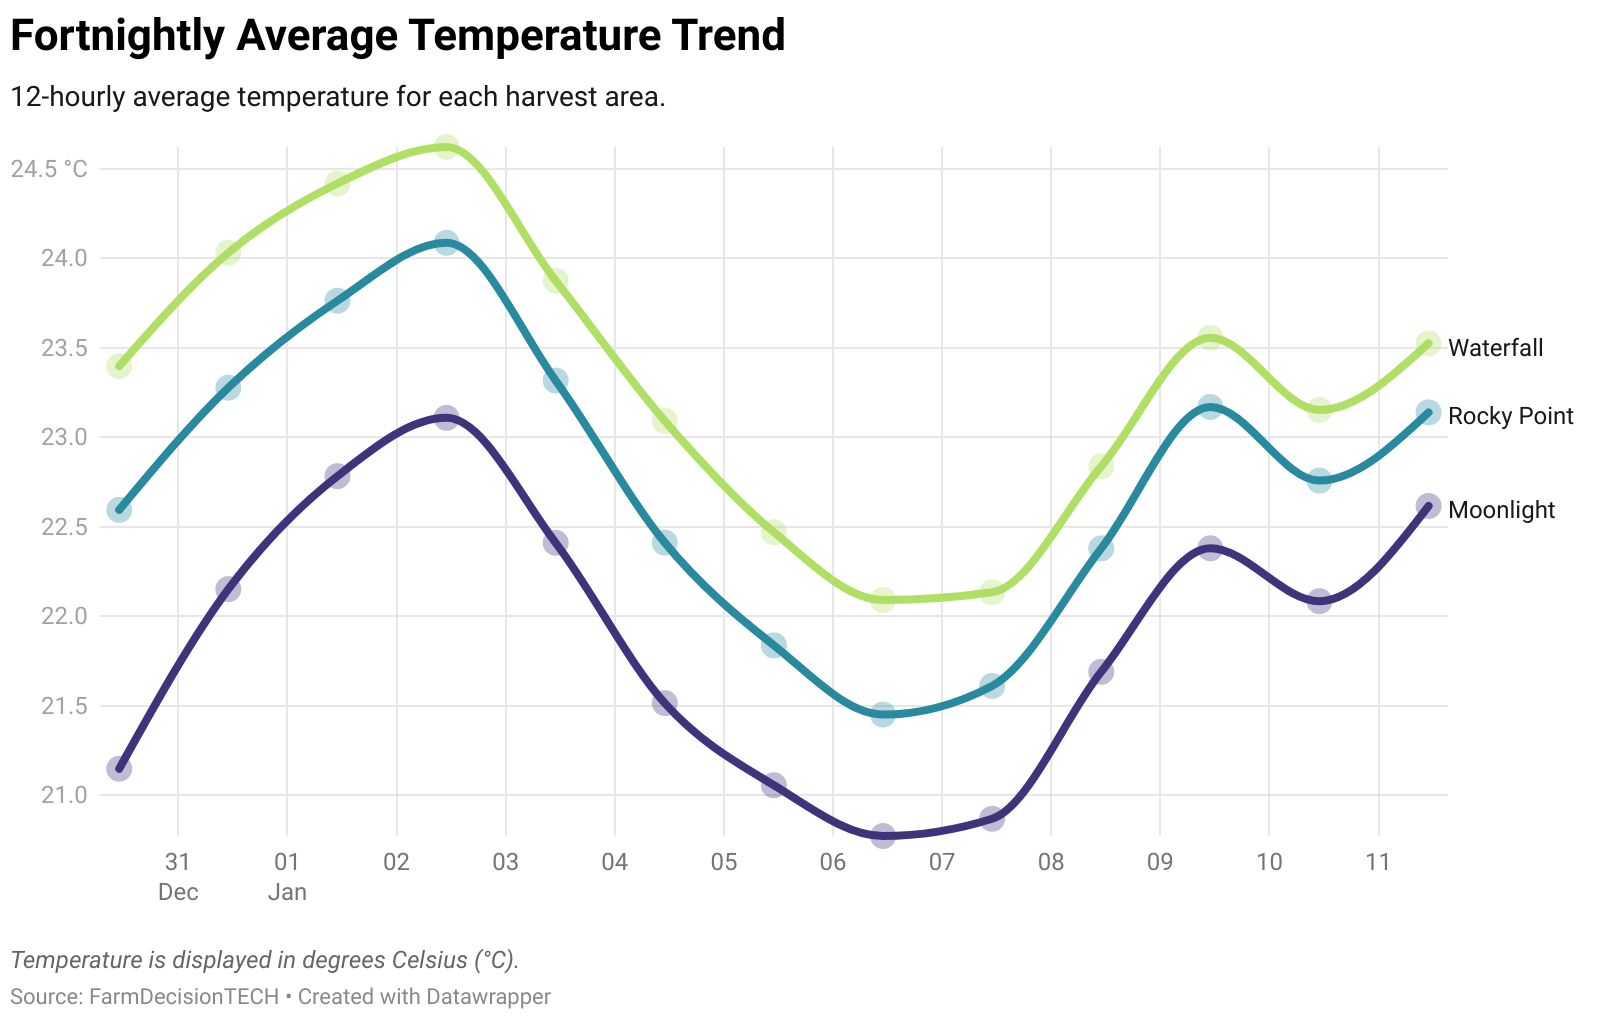 Fortnightly Average Temperature Trend
12-hourly average temperature for each harvest area.
24.5 °C
24.0
23.5
23.0
22.5
22.0
21.5
21.0
Waterfall
Rocky Point
Moonlight
31 01 02 03 04 05 06 07 08 09 10 11
Dec Jan
Temperature is displayed in degrees Celsius (°C).
Source: FarmDecisionTECH • Created with Datawrapper